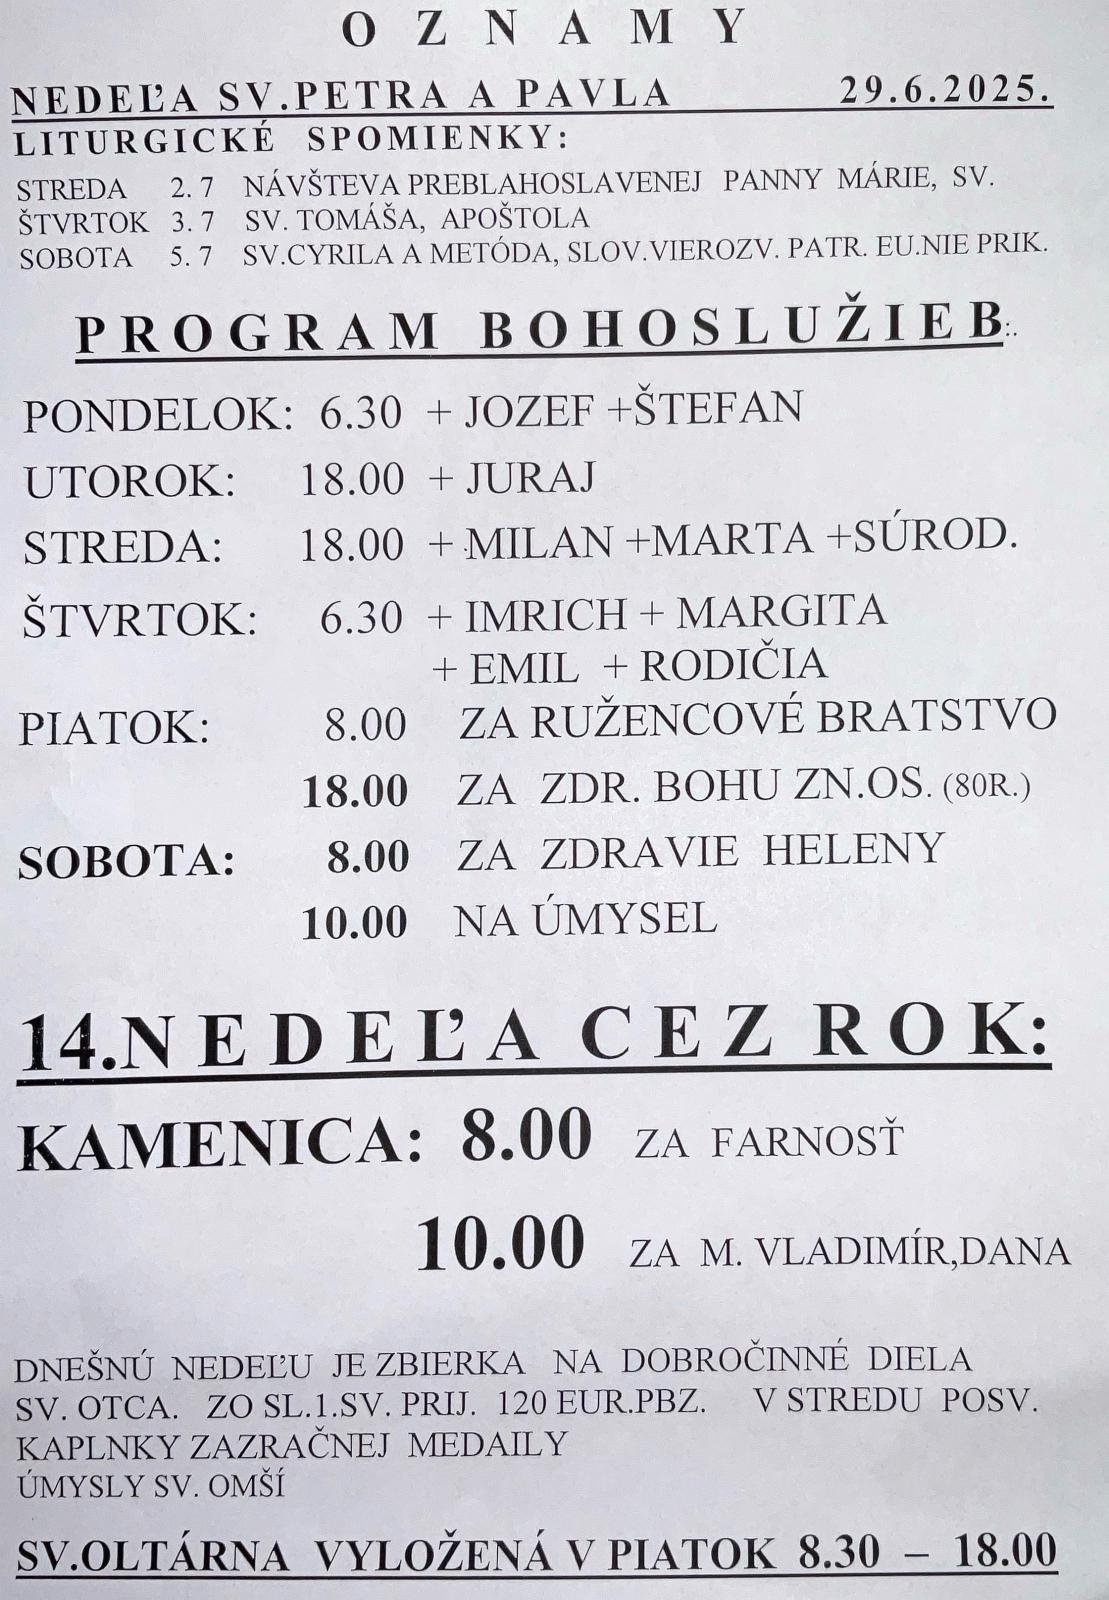 O Z N A M Y
NEDEĽA SV.PETRA A PAVLA 29.6.2025.
LITURGICKÉ SPOMIENKY:
STREDA 2. 7 NÁVŠTEVA PREBLAHOSLAVENEJ PANNY MÁRIE, SV.
ŠTVRTOK 3. 7 SV. TOMÁŠA, APOŠTOLA
SOBOTA 5. 7 SV.CYRILA A METÓDA, SLOV.VIEROZV. PATR. EU.NIE PRIK.
PROGRAM BOHOSLUŽIEB:.
PONDELOK: 6.30 + JOZEF +ŠTEFAN
UTOROK: 18.00 + JURAJ
STREDA: 18.00 + MILAN +MARTA +SÚROD.
ŠTVRTOK: 6.30 + IMRICH + MARGITA
+ EMIL + RODIČIA
PIATOK: 8.00 ZA RUŽENCOVÉ BRATSTVO
18.00 ZA ZDR. BOHU ZN.OS. (80R.)
SOBOTA: 8.00 ZA ZDRAVIE HELENY
10.00 NA ÚMYSEL
14.NEDEĽA CEZ ROK:
KAMENICA: 8.00 ZA FARNOSŤ
10.00 ZA M. VLADIMÍR,DANA
DNEŠNÚ NEDEĽU JE ZBIERKA NA DOBROČINNÉ DIELA
SV. OTCA. ZO SL.1.SV. PRIJ. 120 EUR.PBZ. V STREDU POSV.
KAPLNKY ZAZRAČNEJ MEDAILY
ÚMYSLY SV. OMŠÍ
SV.OLTÁRNA VYLOŽENÁ V PIATOK 8.30 – 18.00